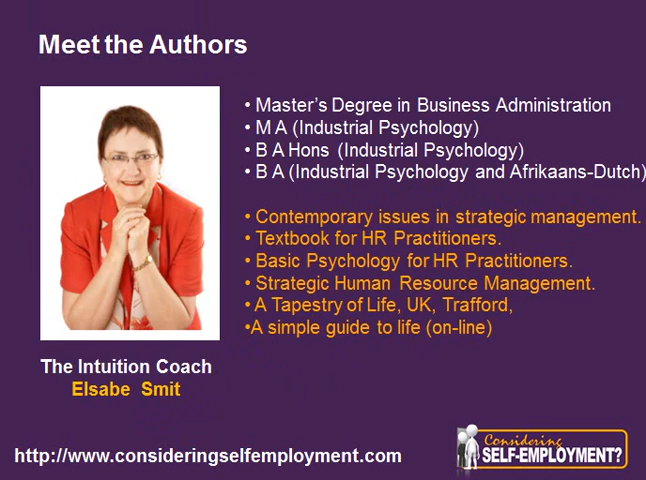 Meet the Authors
• Master's Degree in Business Administration
• M A (Industrial Psychology)
• B A Hons (Industrial Psychology)
• B A (Industrial Psychology and Afrikaans-Dutch)
• Contemporary issues in strategic management.
• Textbook for HR Practitioners.
• Basic Psychology for HR Practitioners.
• Strategic Human Resource Management.
• A Tapestry of Life, UK, Trafford,
•A simple guide to life (on-line)
The Intuition Coach
Elsabe Smit
Considering
SELF-EMPLOYMENT?
http://www.consideringselfemployment.com